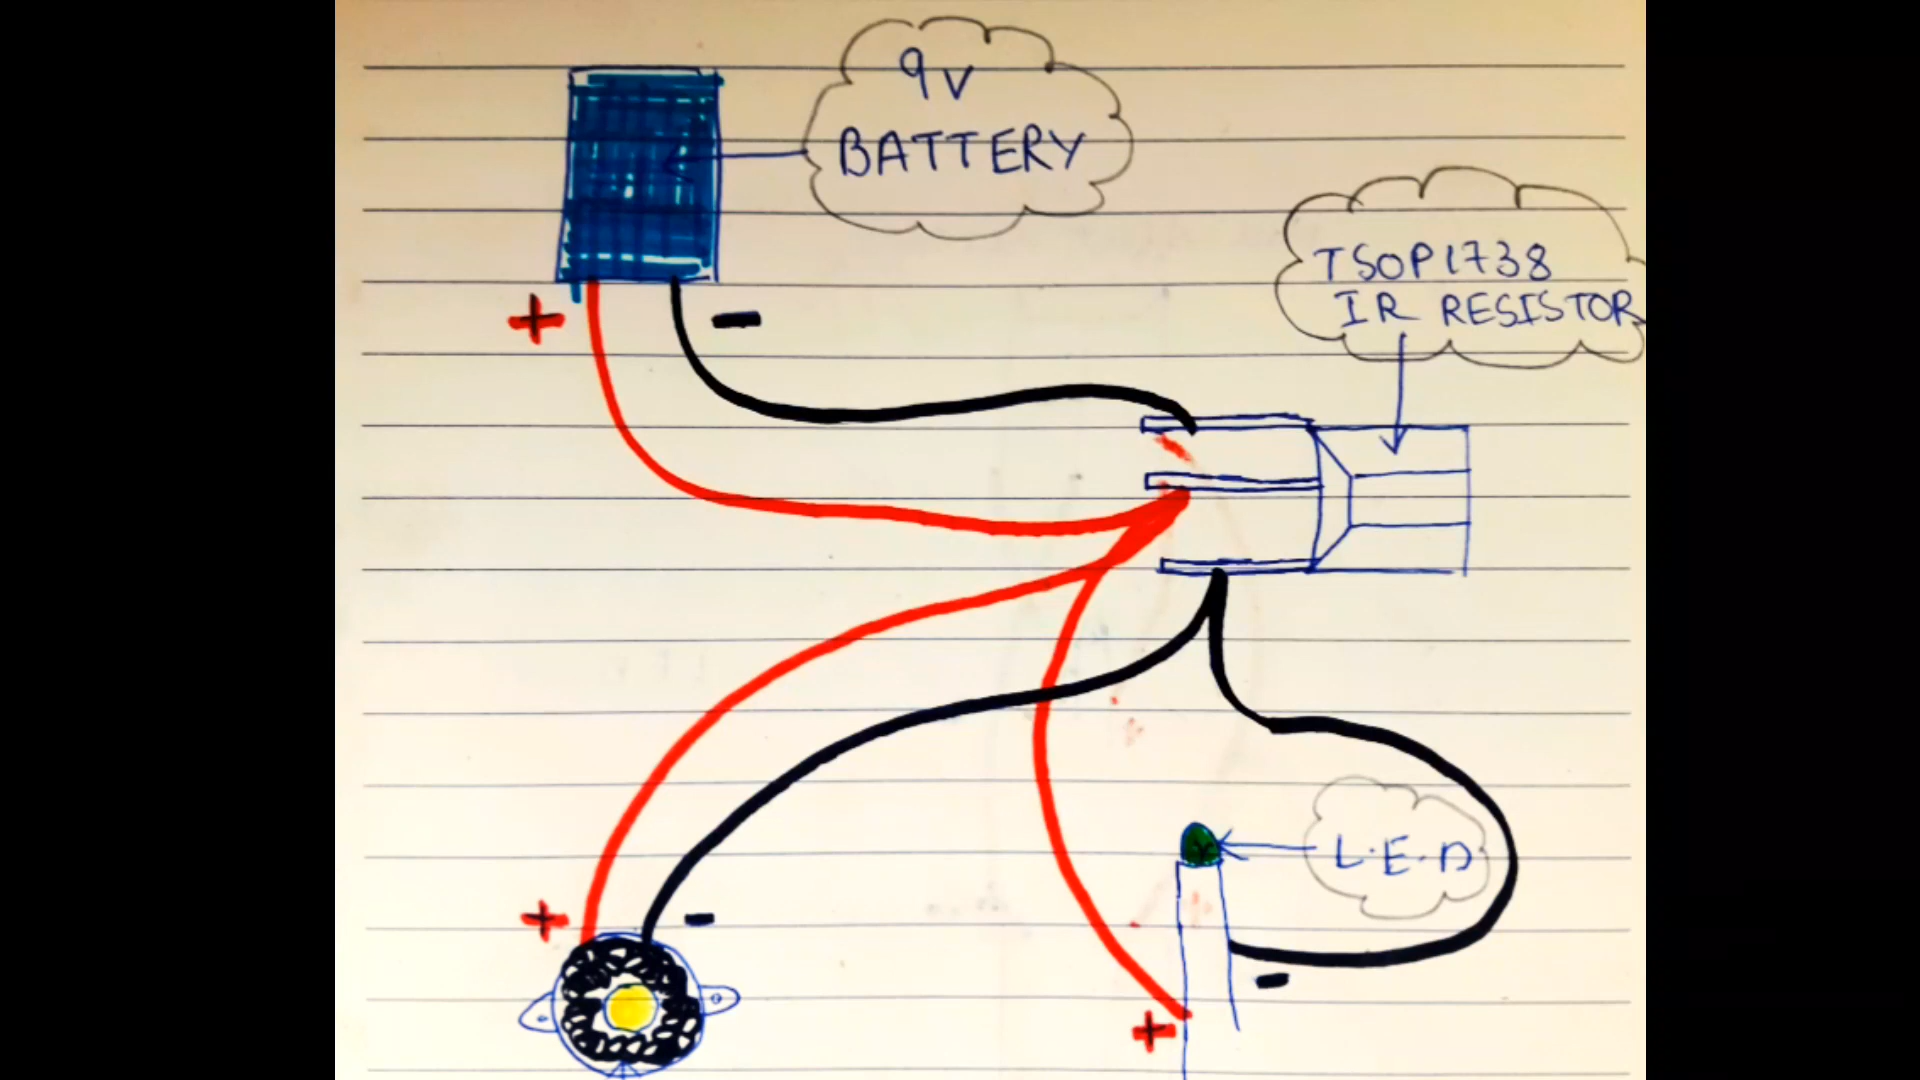 9V
BATTERY
TSOP1738
IR RESISTOR
+
-
L.E.D
+
-
-
+